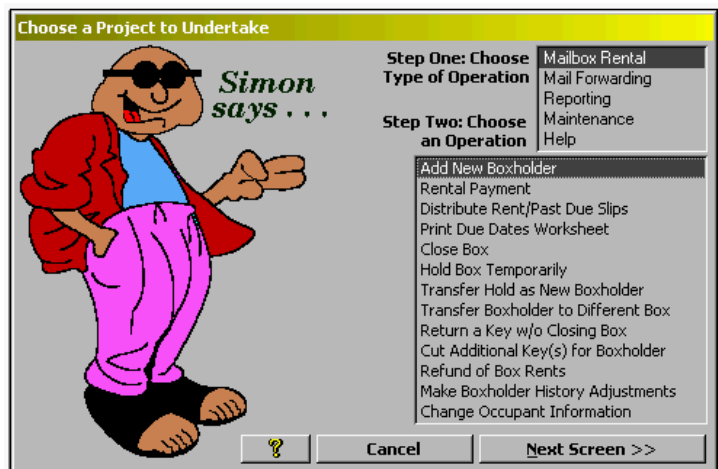 Choose a Project to Undertake
Simon
says . . .
Step One: Choose
Type of Operation
Mailbox Rental
Mail Forwarding
Reporting
Maintenance
Help
Step Two: Choose
an Operation
Add New Boxholder
Rental Payment
Distribute Rent/Past Due Slips
Print Due Dates Worksheet
Close Box
Hold Box Temporarily
Transfer Hold as New Boxholder
Transfer Boxholder to Different Box
Return a Key w/o Closing Box
Cut Additional Key(s) for Boxholder
Refund of Box Rents
Make Boxholder History Adjustments
Change Occupant Information
?
Cancel
Next Screen >>